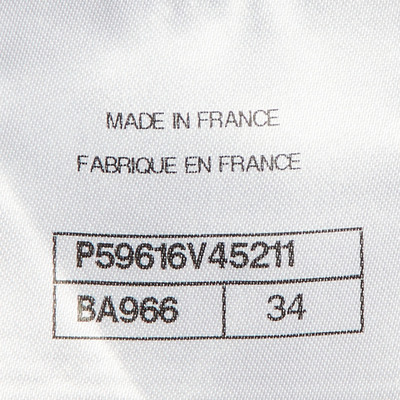 MADE IN FRANCE
FABRIQUE EN FRANCE
P59616V45211
BA966 34